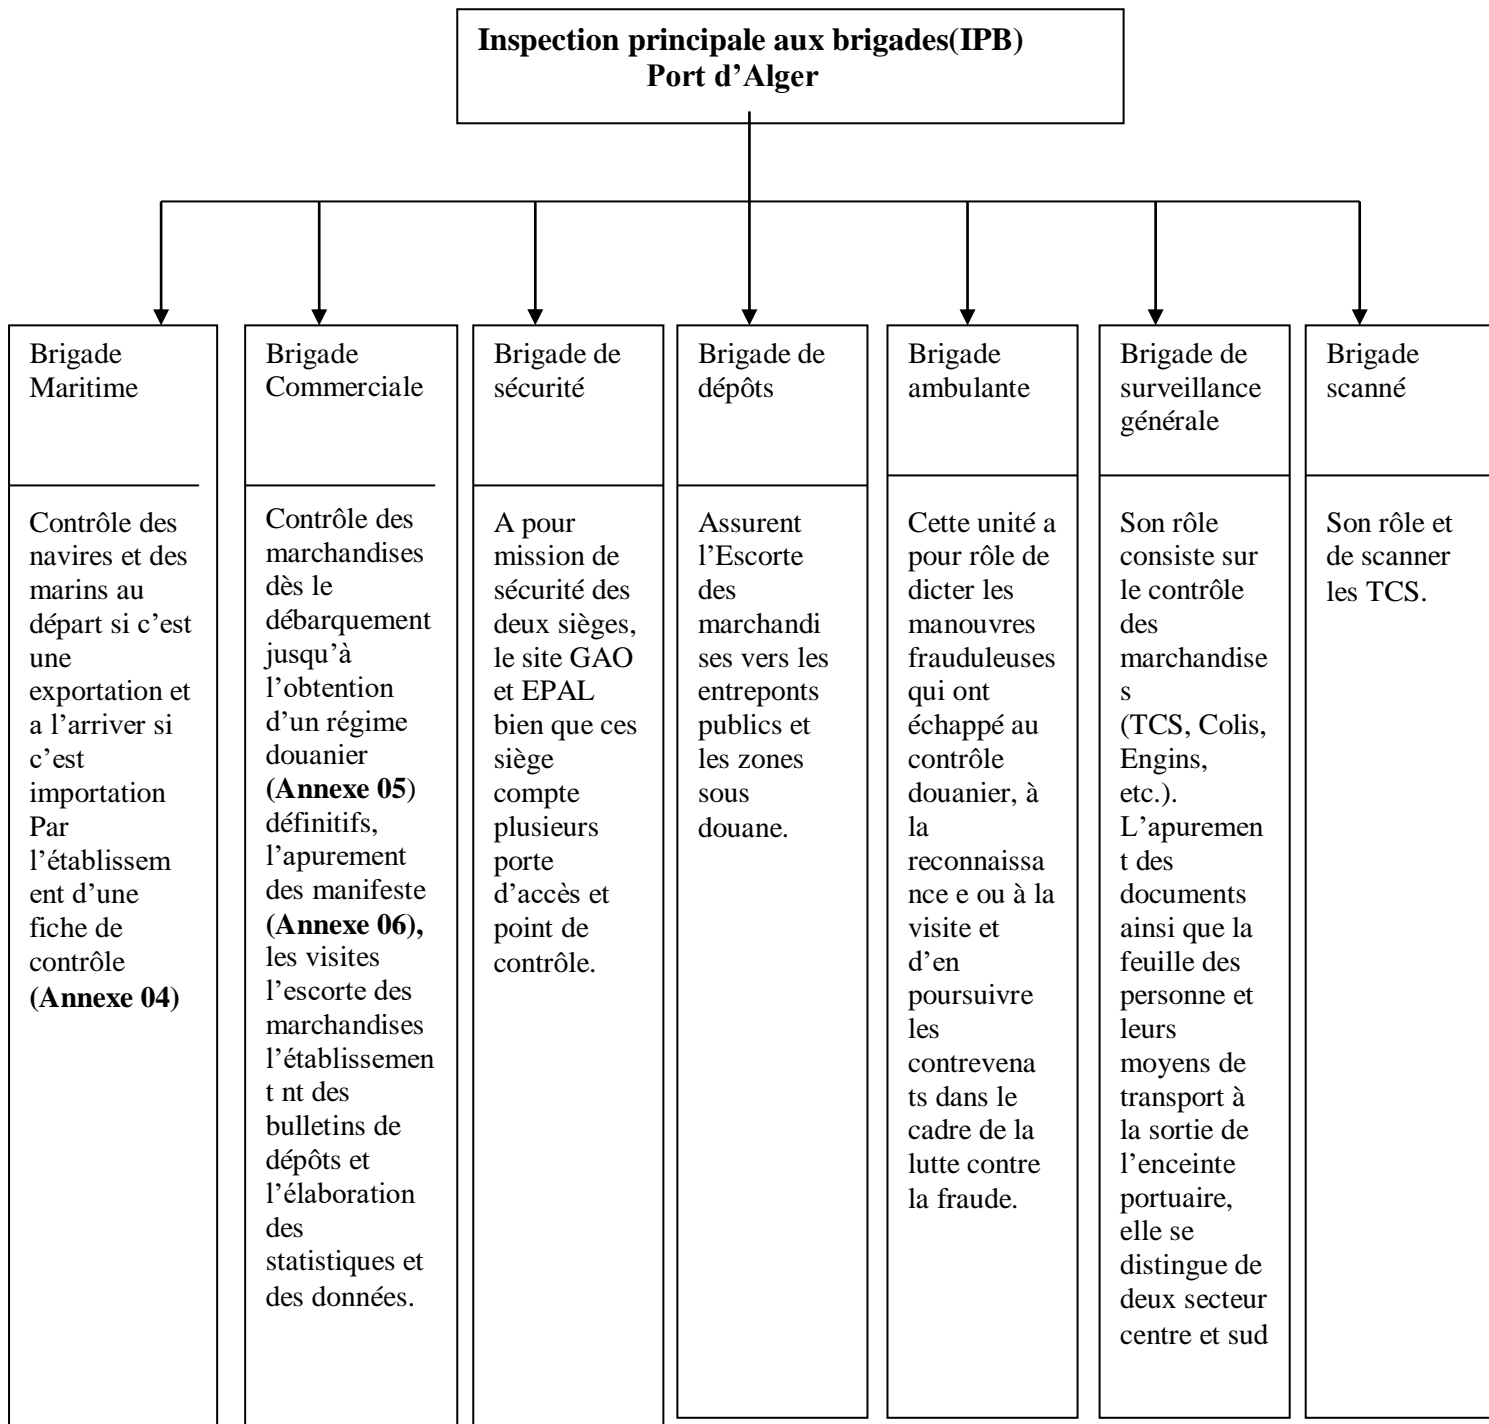 Inspection principale aux brigades(IPB)
Port d’Alger
Brigade
Maritime
Contrôle des
navires et des
marins au
départ si c’est
une
exportation et
a l’arriver si
c’est
importation
Par
l’établissem
ent d’une
fiche de
contrôle
(Annexe 04)
Brigade
Commerciale
Contrôle des
marchandises
dès le
débarquement
jusqu’à
l’obtention
d’un régime
douanier
(Annexe 05)
définitifs,
l’apurement
des manifeste
(Annexe 06),
les visites
l’escorte des
marchandises
l’établissemen
t nt des
bulletins de
dépôts et
l’élaboration
des
statistiques et
des données.
Brigade de
sécurité
A pour
mission de
sécurité des
deux sièges,
le site GAO
et EPAL
bien que ces
siège
compte
plusieurs
porte
d’accès et
point de
contrôle.
Brigade de
dépôts
Assurent
l’Escorte
des
marchandi
ses vers les
entreponts
publics et
les zones
sous
douane.
Brigade
ambulante
Cette unité a
pour rôle de
dicter les
manouvres
frauduleuses
qui ont
échappé au
contrôle
douanier, à
la
reconnaissa
nce e ou à la
visite et
d’en
poursuivre
les
contrevena
ts dans le
cadre de la
lutte contre
la fraude.
Brigade de
surveillance
générale
Son rôle
consiste sur
le contrôle
des
marchandise
s
(TCS, Colis,
Engins,
etc.).
L’apuremen
t des
documents
ainsi que la
feuille des
personne et
leurs
moyens de
transport à
la sortie de
l’enceinte
portuaire,
elle se
distingue de
deux secteur
centre et sud
Brigade
scanné
Son rôle et
de scanner
les TCS.